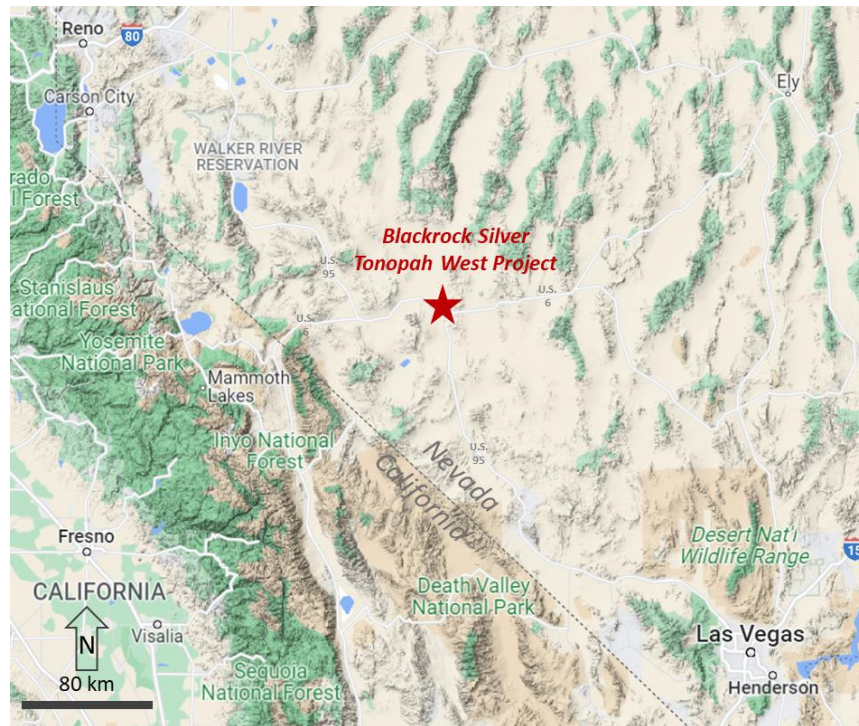 Reno
80
Carson City
Ely
WALKER RIVER
RESERVATION
rado
l Forest
Blackrock Silver
Tonopah West Project
U.S.
95
U.S.
6
U.S.
6
Stanislaus
National Forest
Yosemite
National Park
Mammoth
Lakes
Inyo National
Forest
U.S.
95
Nevada
California
Fresno
Desert Nat'l
Wildlife Range
15
CALIFORNIA
Death Valley
National Park
N
Visalia
Las Vegas
Sequoia
National Forest
Henderson
80 km